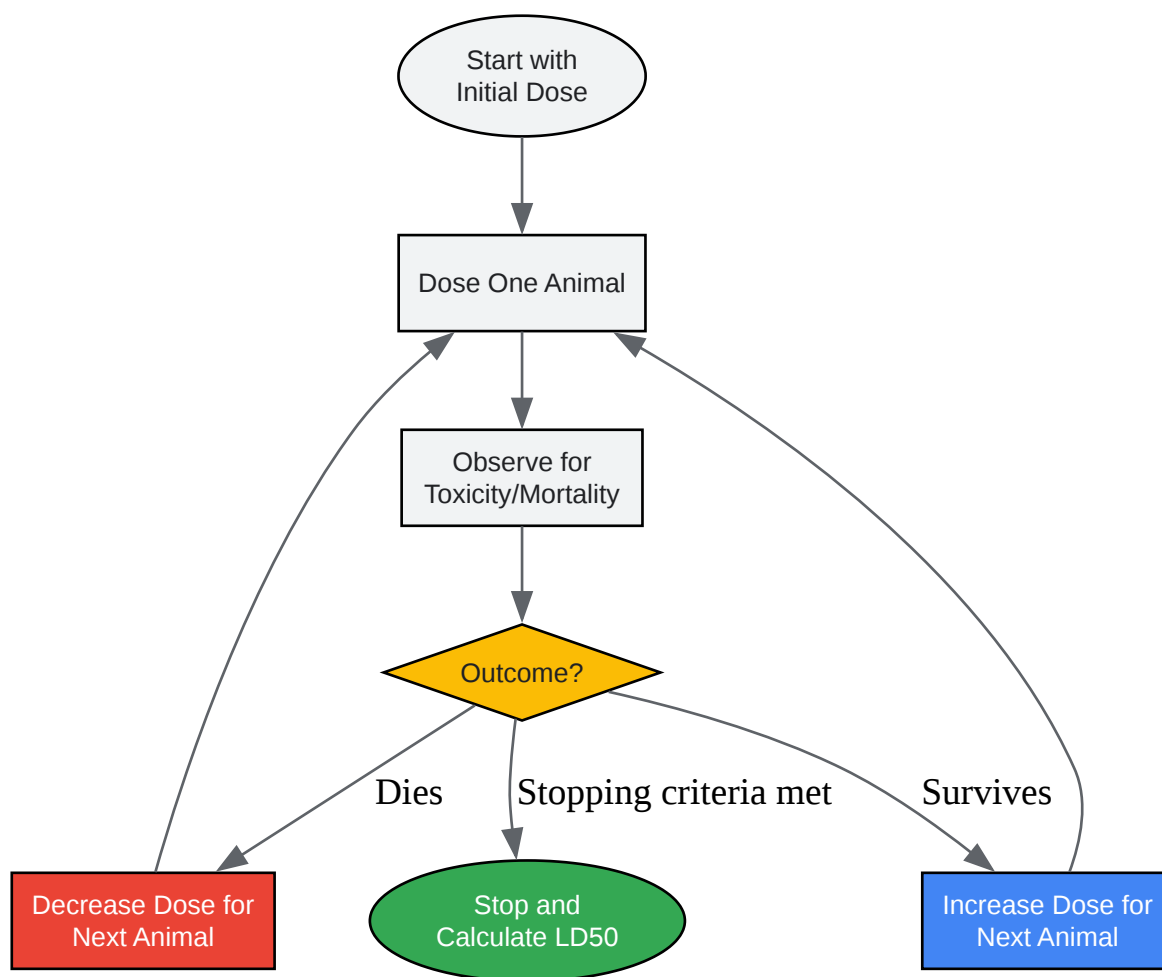 Start with
Initial Dose
Dose One Animal
Observe for
Toxicity/Mortality
Outcome?
Dies
Stopping criteria met
Survives
Decrease Dose for
Next Animal
Stop and
Calculate LD50
Increase Dose for
Next Animal